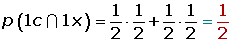 p (1c ∩ 1x) = 1/2 · 1/2 + 1/2 · 1/2 = 1/2